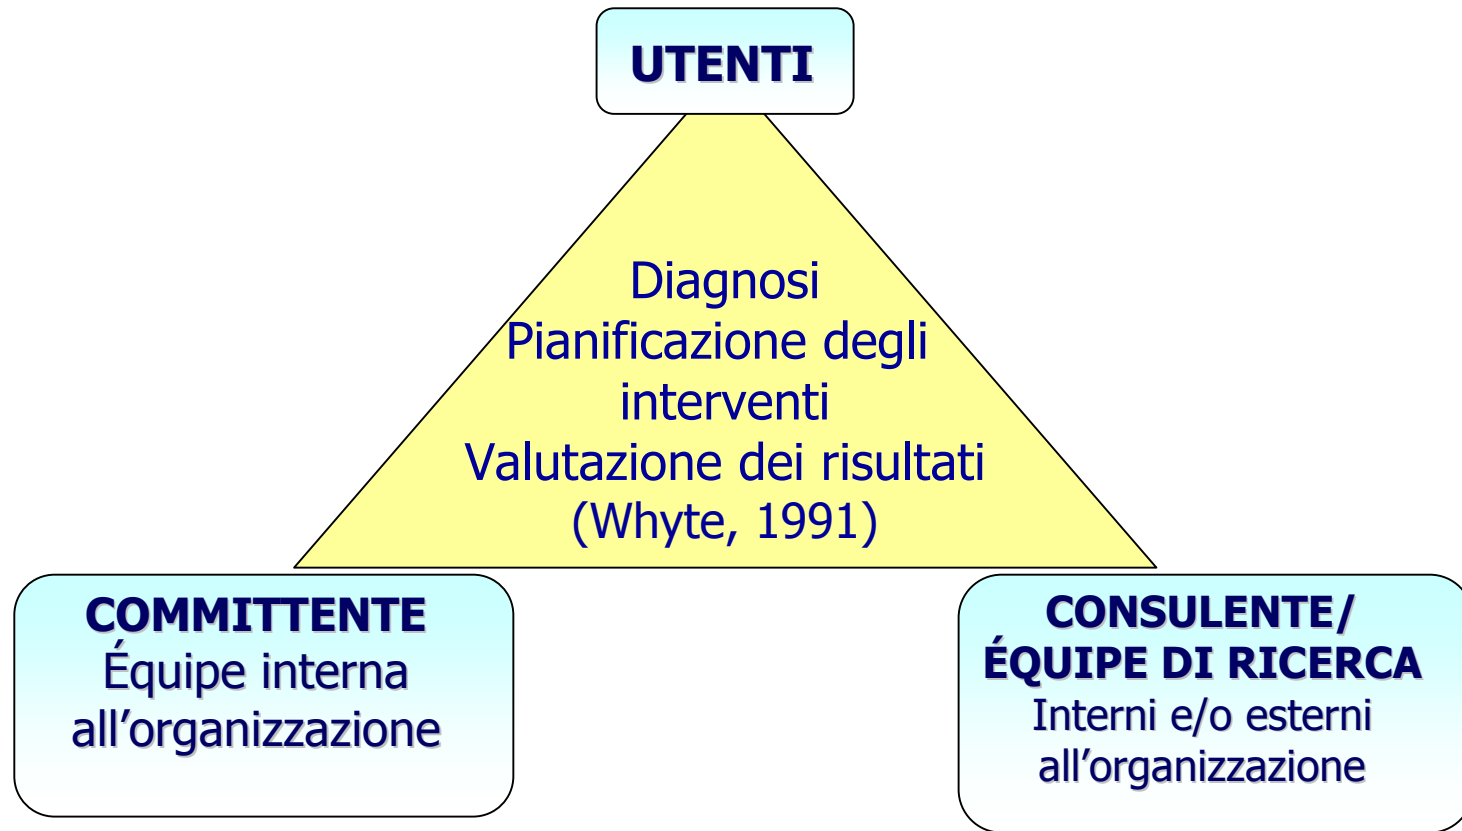 UTENTI
Diagnosi
Pianificazione degli
interventi
Valutazione dei risultati
(Whyte, 1991)
COMMITTENTE
Équipe interna
all’organizzazione
CONSULENTE/
ÉQUIPE DI RICERCA
Interni e/o esterni
all’organizzazione